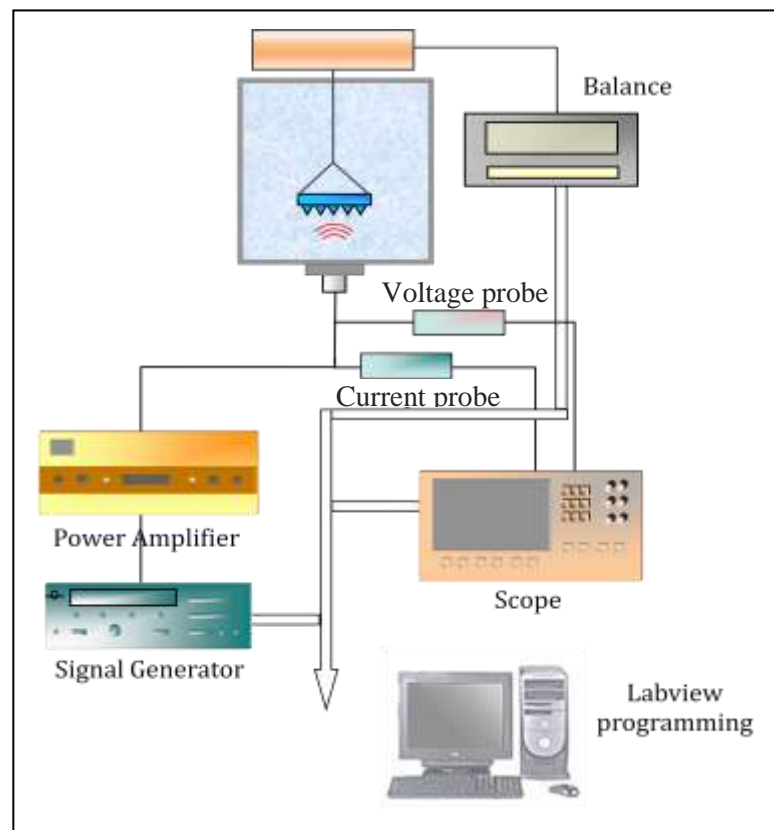 Balance
Voltage probe
Current probe
Power Amplifier
Scope
Signal Generator
Labview
programming